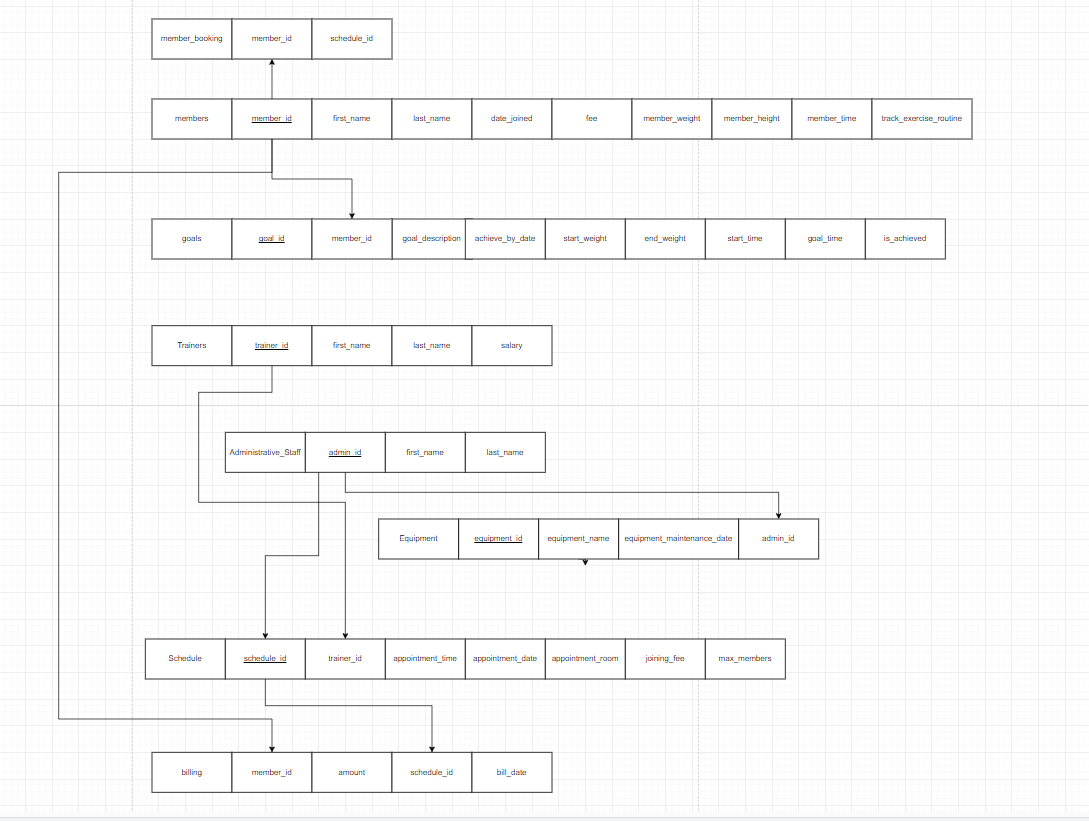 member_booking member_id schedule_id
members member_id first_name last_name date_joined fee member_weight member_height member_time track_exercise_routine
goals goal_id member_id goal_description achieve_by_date start_weight end_weight start_time goal_time is_achieved
Trainers trainer_id first_name last_name salary
Administrative_Staff admin_id first_name last_name
Equipment equipment_id equipment_name equipment_maintenance_date admin_id
Schedule schedule_id trainer_id appointment_time appointment_date appointment_room joining_fee max_members
billing member_id amount schedule_id bill_date